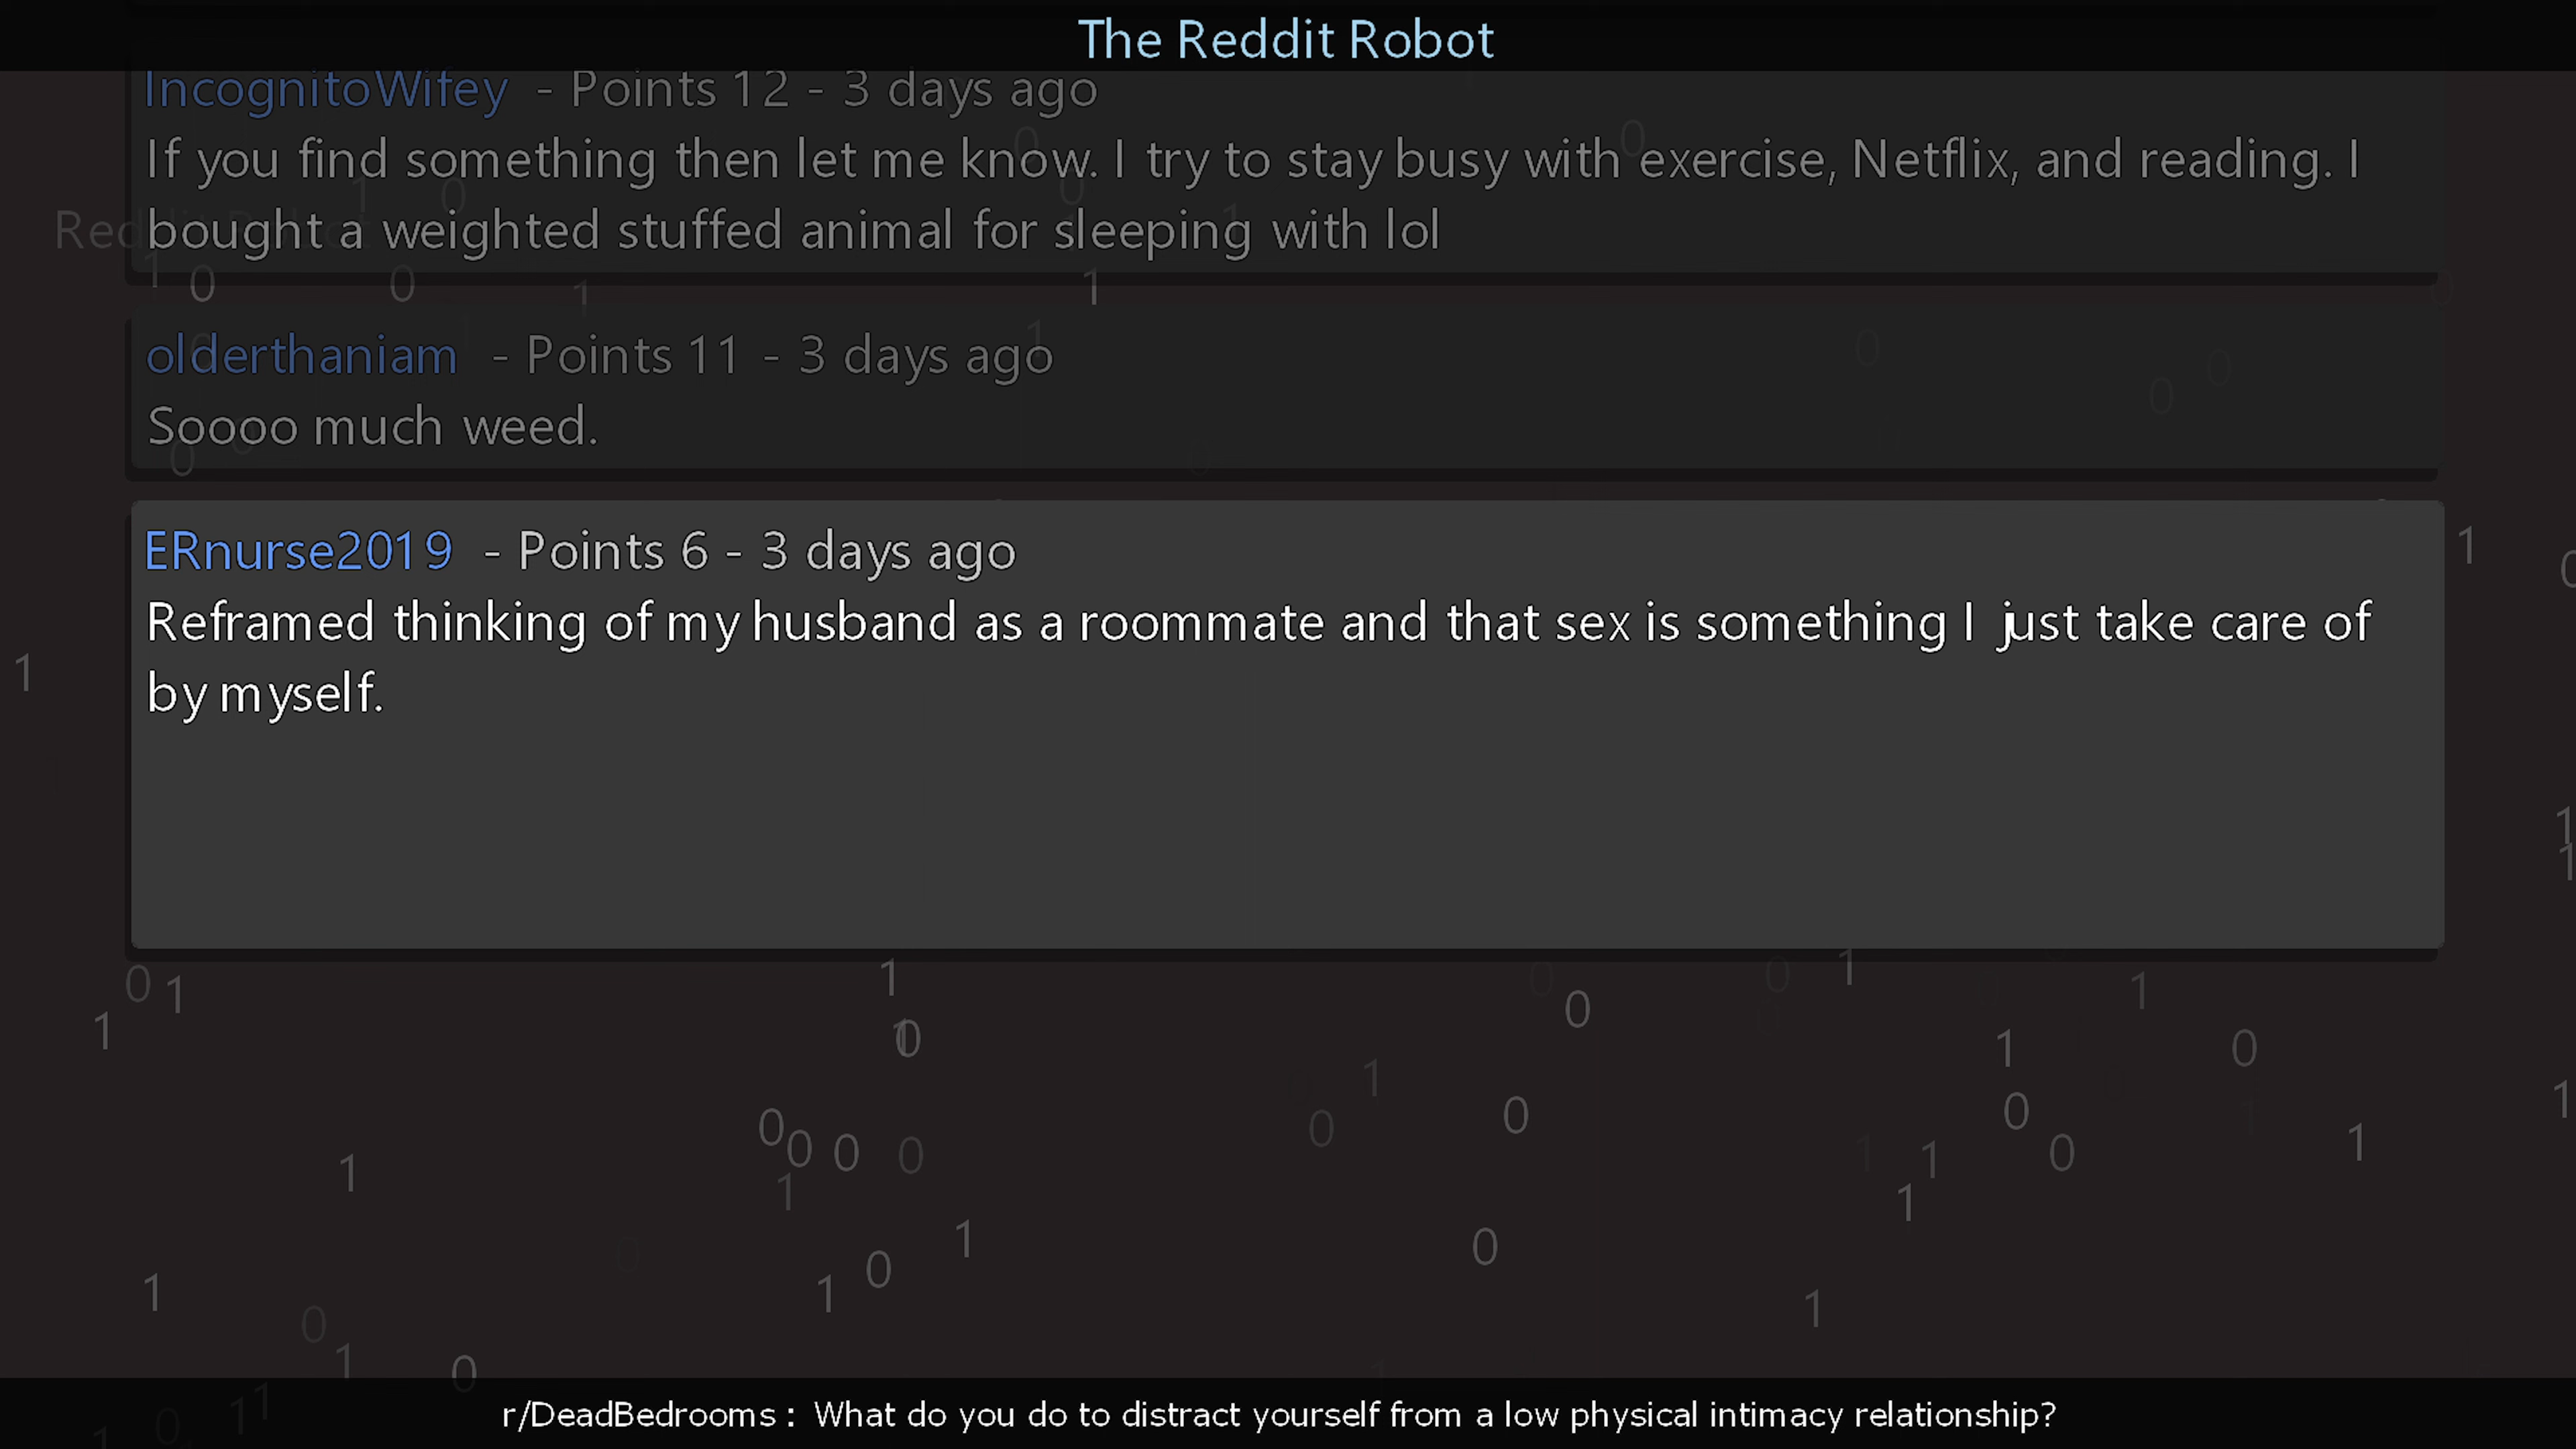 The Reddit Robot
IncognitoWifey - Points 12 - 3 days ago
If you find something then let me know. I try to stay busy with exercise, Netflix, and reading. I
bought a weighted stuffed animal for sleeping with lol
olderthaniam - Points 11 - 3 days ago
Soooo much weed.
ERnurse2019 - Points 6 - 3 days ago
Reframed thinking of my husband as a roommate and that sex is something I just take care of
by myself.
r/DeadBedrooms : What do you do to distract yourself from a low physical intimacy relationship?